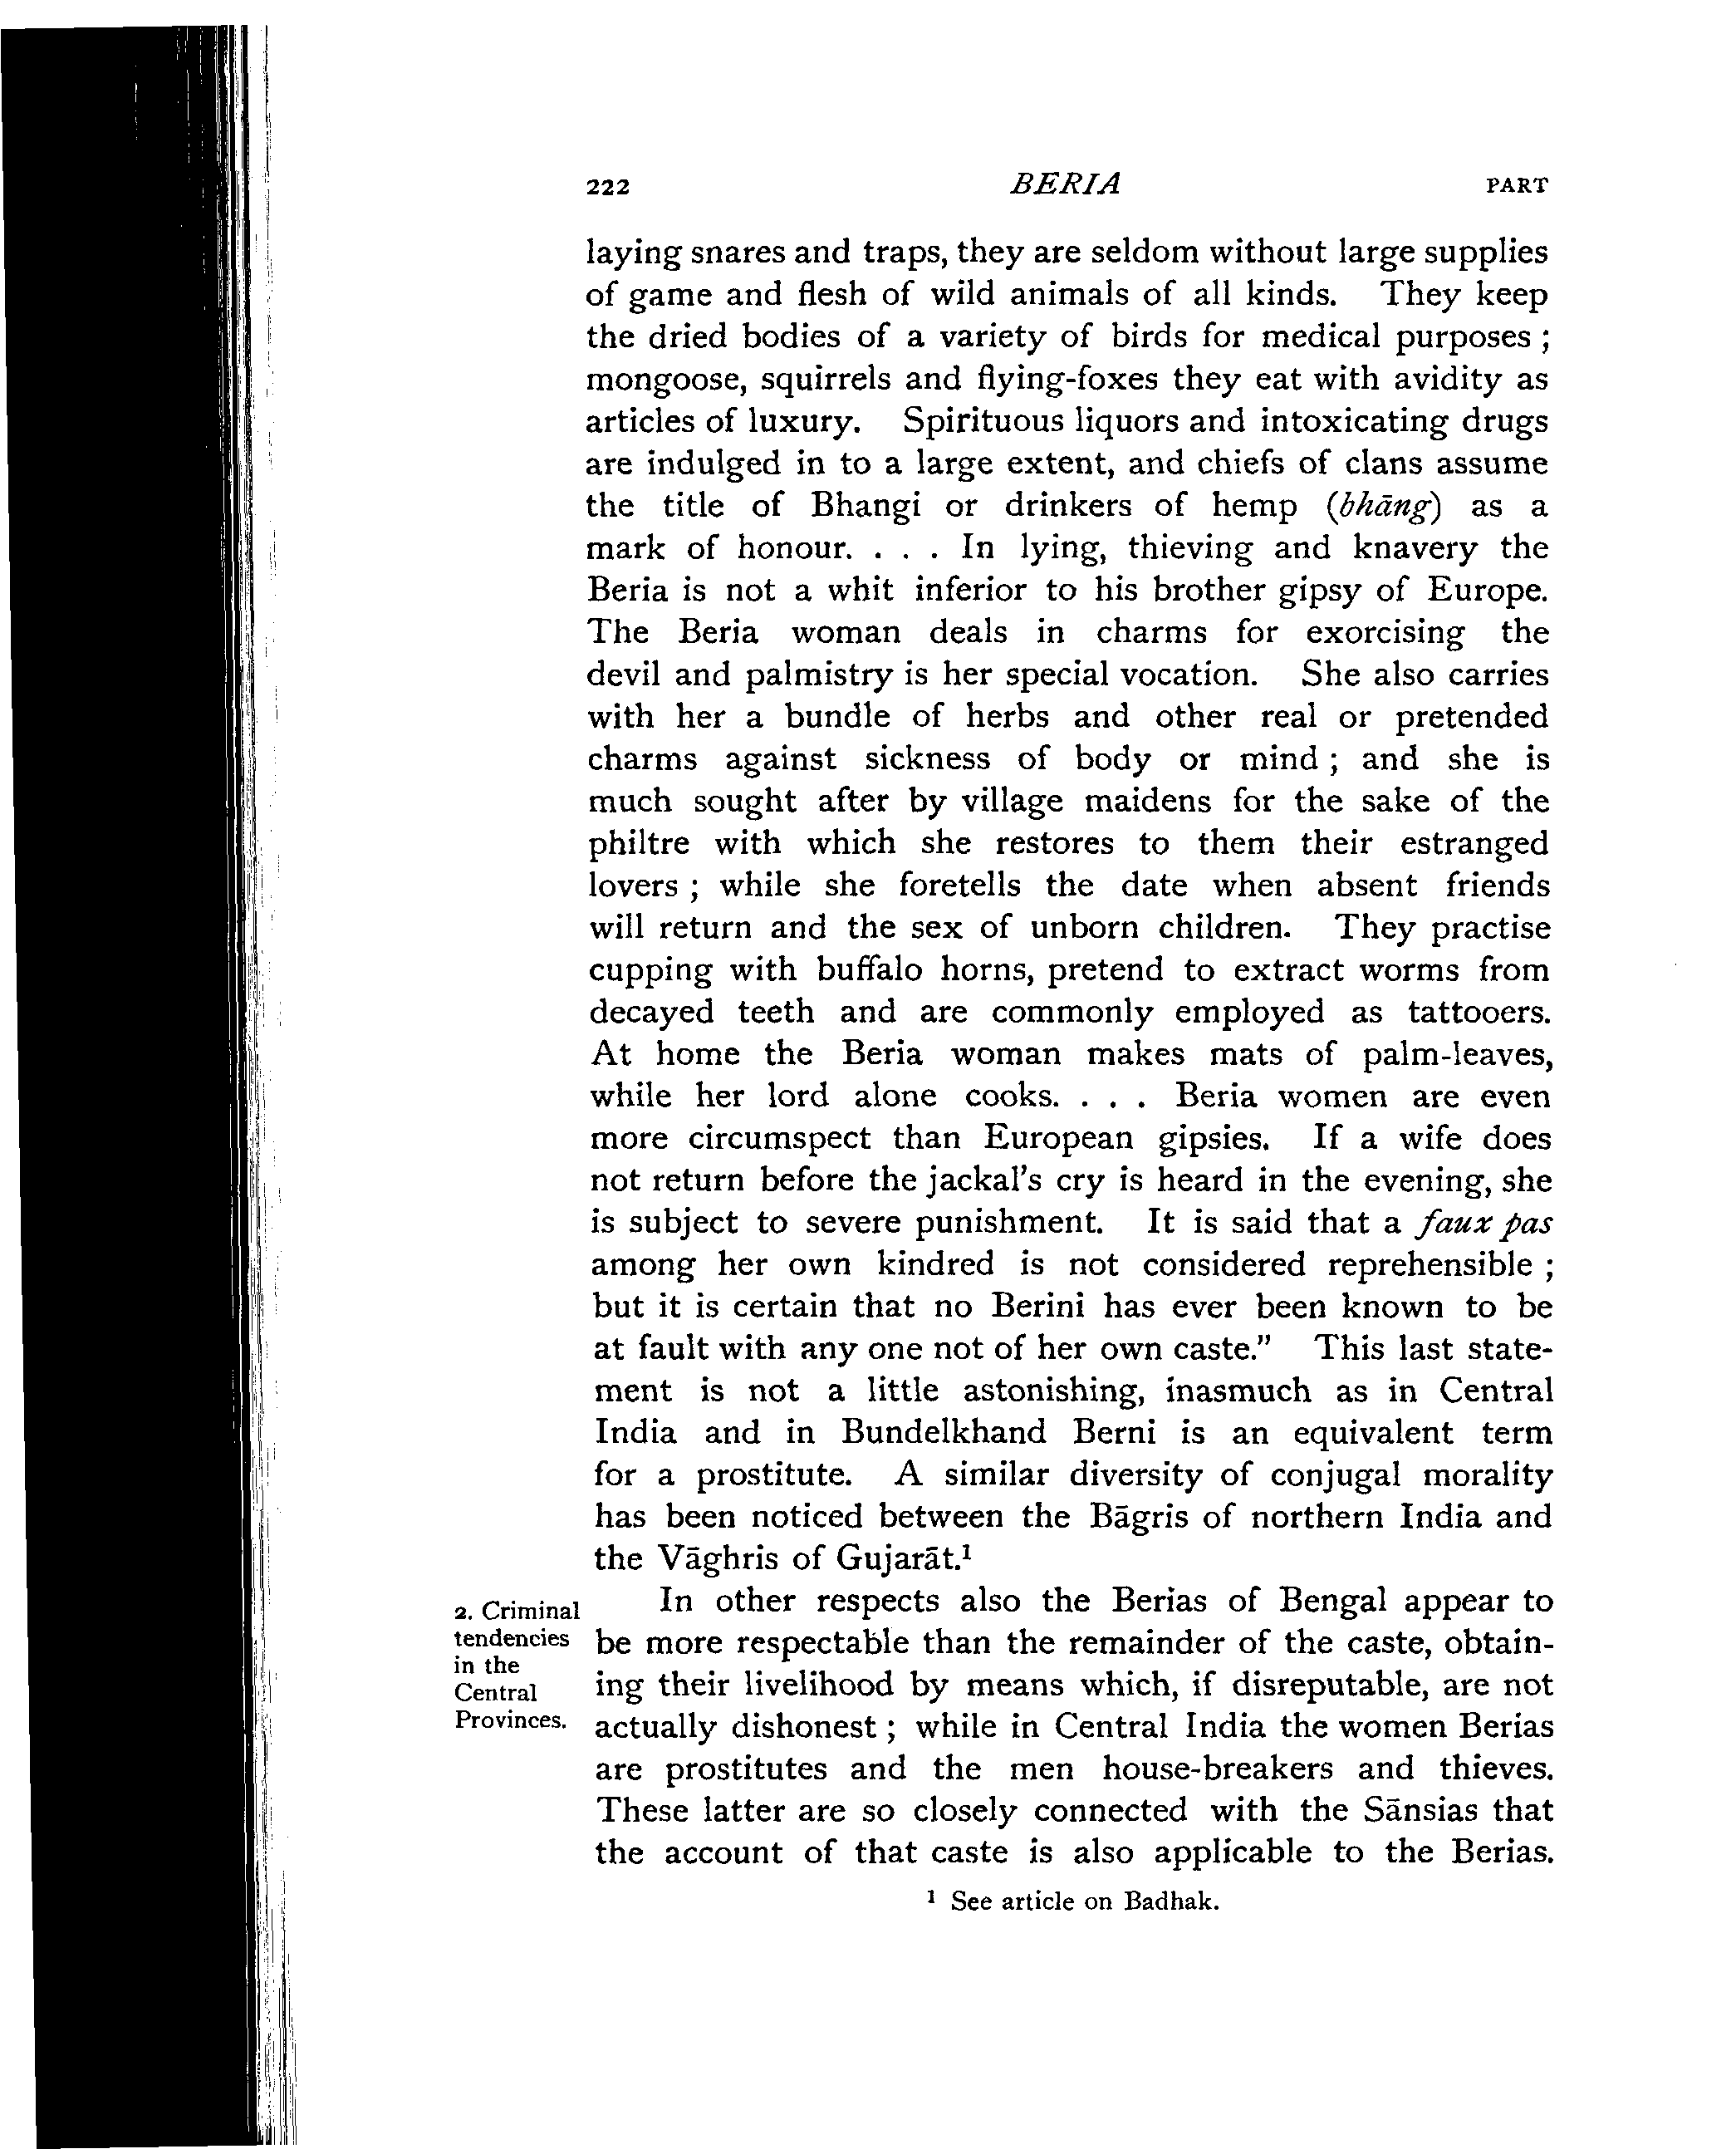 222 BERIA PART
laying snares and traps, they are seldom without large supplies
of game and flesh of wild animals of all kinds. They keep
the dried bodies of a variety of birds for medical purposes ;
mongoose, squirrels and flying-foxes they eat with avidity as
articles of luxury. Spirituous liquors and intoxicating drugs
are indulged in to a large extent, and chiefs of clans assume
the title of Bhangi or drinkers of hemp (bhāng) as a
mark of honour. . . . In lying, thieving and knavery the
Beria is not a whit inferior to his brother gipsy of Europe.
The Beria woman deals in charms for exorcising the
devil and palmistry is her special vocation. She also carries
with her a bundle of herbs and other real or pretended
charms against sickness of body or mind ; and she is
much sought after by village maidens for the sake of the
philtre with which she restores to them their estranged
lovers ; while she foretells the date when absent friends
will return and the sex of unborn children. They practise
cupping with buffalo horns, pretend to extract worms from
decayed teeth and are commonly employed as tattooers.
At home the Beria woman makes mats of palm-leaves,
while her lord alone cooks. . . . Beria women are even
more circumspect than European gipsies. If a wife does
not return before the jackal's cry is heard in the evening, she
is subject to severe punishment. It is said that a faux pas
among her own kindred is not considered reprehensible ;
but it is certain that no Berini has ever been known to be
at fault with any one not of her own caste." This last state-
ment is not a little astonishing, inasmuch as in Central
India and in Bundelkhand Berni is an equivalent term
for a prostitute. A similar diversity of conjugal morality
has been noticed between the Bāgris of northern India and
the Vāghris of Gujarāt.¹
2. Criminal
tendencies
in the
Central
Provinces.
In other respects also the Berias of Bengal appear to
be more respectable than the remainder of the caste, obtain-
ing their livelihood by means which, if disreputable, are not
actually dishonest ; while in Central India the women Berias
are prostitutes and the men house-breakers and thieves.
These latter are so closely connected with the Sānsias that
the account of that caste is also applicable to the Berias.
¹ See article on Badhak.